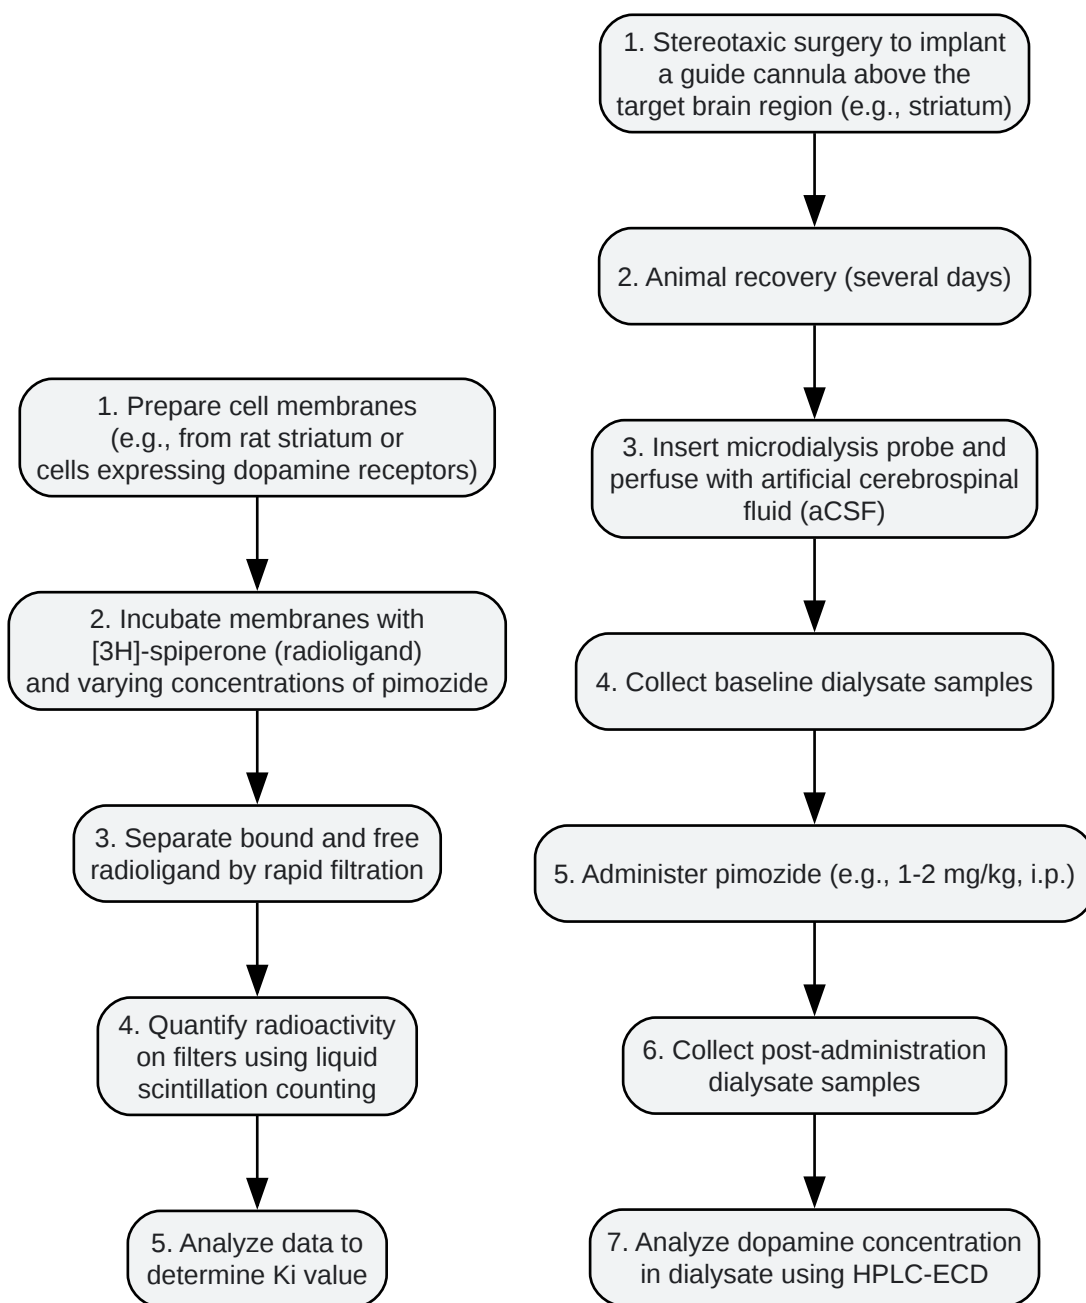 1. Prepare cell membranes
(e.g., from rat striatum or
cells expressing dopamine receptors)
2. Incubate membranes with
[3H]-spiperone (radioligand)
and varying concentrations of pimozide
3. Separate bound and free
radioligand by rapid filtration
4. Quantify radioactivity
on filters using liquid
scintillation counting
5. Analyze data to
determine Ki value
1. Stereotaxic surgery to implant
a guide cannula above the
target brain region (e.g., striatum)
2. Animal recovery (several days)
3. Insert microdialysis probe and
perfuse with artificial cerebrospinal
fluid (aCSF)
4. Collect baseline dialysate samples
5. Administer pimozide (e.g., 1-2 mg/kg, i.p.)
6. Collect post-administration
dialysate samples
7. Analyze dopamine concentration
in dialysate using HPLC-ECD